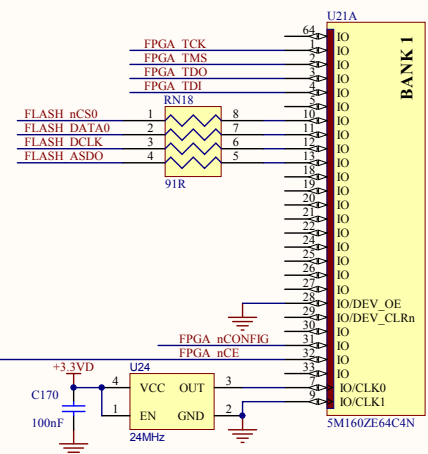 U21A
BANK 1
64 IO
FPGA_TCK 1 IO
FPGA_TMS 2 IO
FPGA_TDO 3 IO
FPGA_TDI 4 IO
RN18 5 IO
FLASH_nCS0 1 8 10 IO
FLASH_DATA0 2 7 11 IO
FLASH_DCLK 3 6 12 IO
FLASH_ASDO 4 5 13 IO
91R 18 IO
19 IO
20 IO
21 IO
22 IO
24 IO
25 IO
26 IO
27 IO
28 IO/DEV_OE
29 IO/DEV_CLRn
30 IO
FPGA_nCONFIG 31 IO
FPGA_nCE 32 IO
+3.3VD U24 33 IO
C170 4 VCC OUT 3 7 IO/CLK0
100nF 1 EN GND 2 9 IO/CLK1
24MHz 5M160ZE64C4N